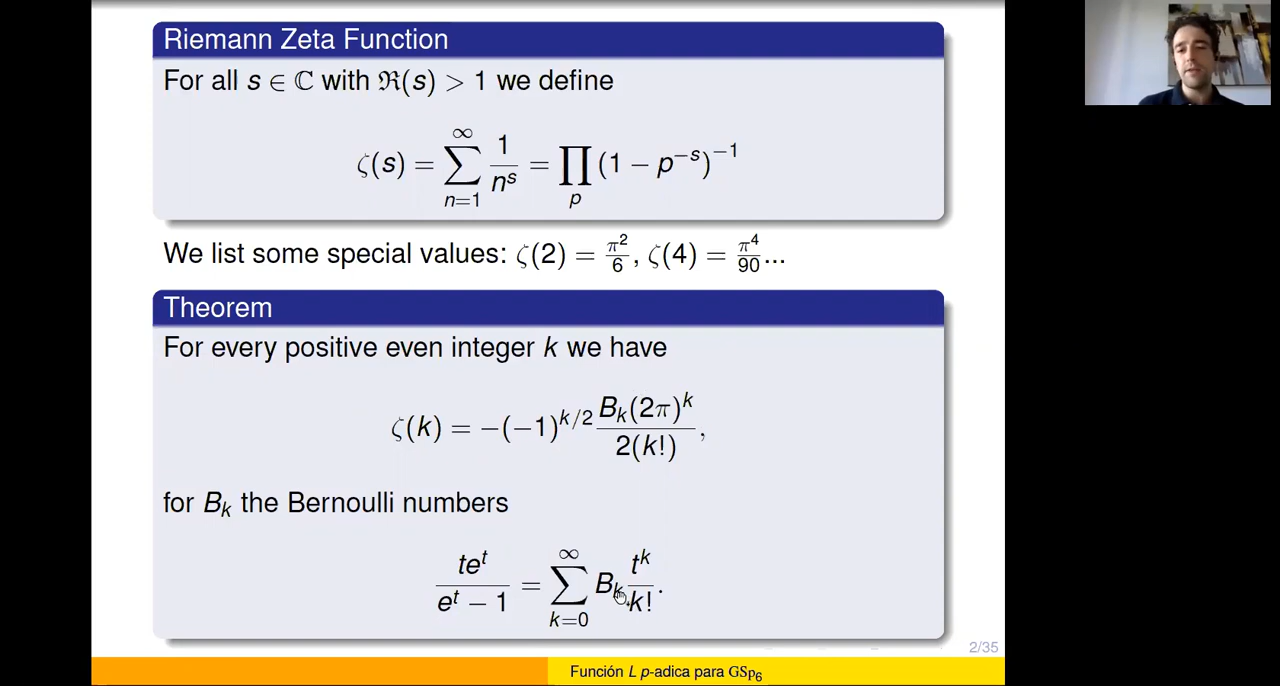 Riemann Zeta Function
For all s ∈ ℂ with ℜ(s) > 1 we define
ζ(s) = ∑_{n=1}^{∞} 1/n^s = ∏_p (1 − p^{−s})^{−1}
We list some special values: ζ(2) = π²/6, ζ(4) = π⁴/90...
Theorem
For every positive even integer k we have
ζ(k) = −(−1)^{k/2} B_k(2π)^k / 2(k!),
for B_k the Bernoulli numbers
te^t / (e^t − 1) = ∑_{k=0}^{∞} B_k t^k / k!.
2/35
Función L p-adica para GSp₆